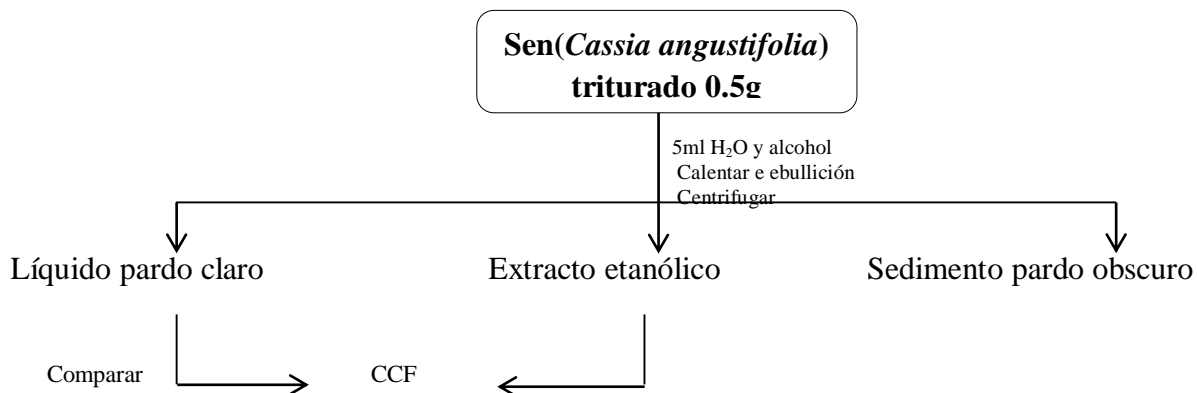 Sen(Cassia angustifolia)
triturado 0.5g
5ml H₂O y alcohol
Calentar e ebullición
Centrifugar
Líquido pardo claro
Extracto etanólico
Sedimento pardo obscuro
Comparar
CCF